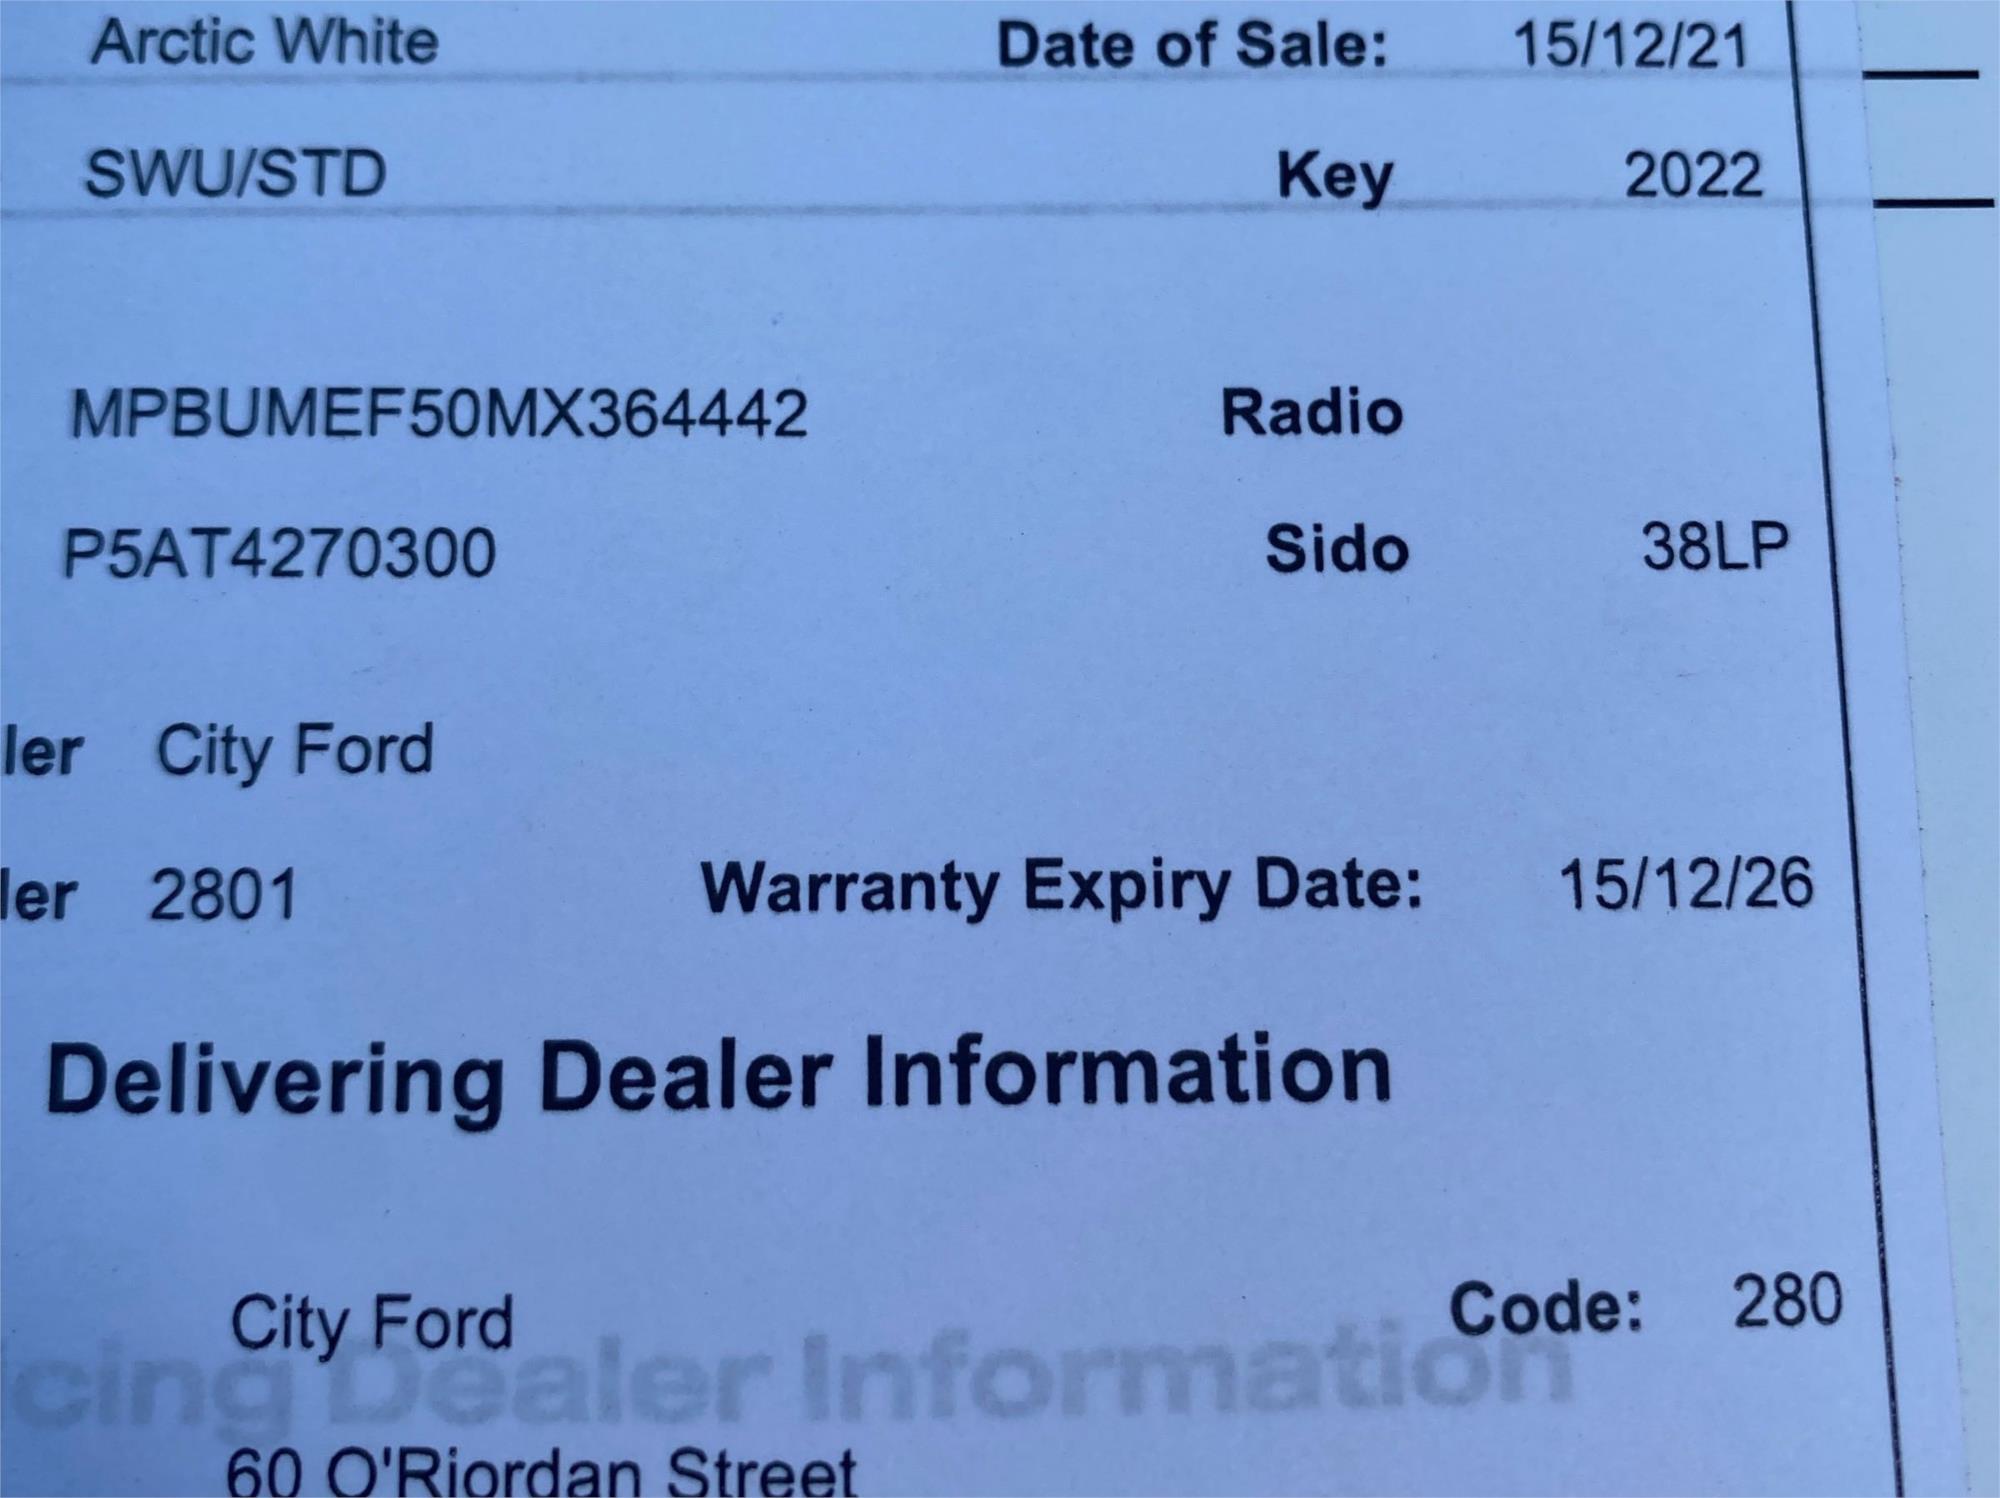 Arctic White Date of Sale: 15/12/21
SWU/STD Key 2022
MPBUMEF50MX364442 Radio
P5AT4270300 Sido 38LP
ler City Ford
ler 2801 Warranty Expiry Date: 15/12/26
Delivering Dealer Information
City Ford Code: 280
cing Dealer Information
60 O'Riordan Street